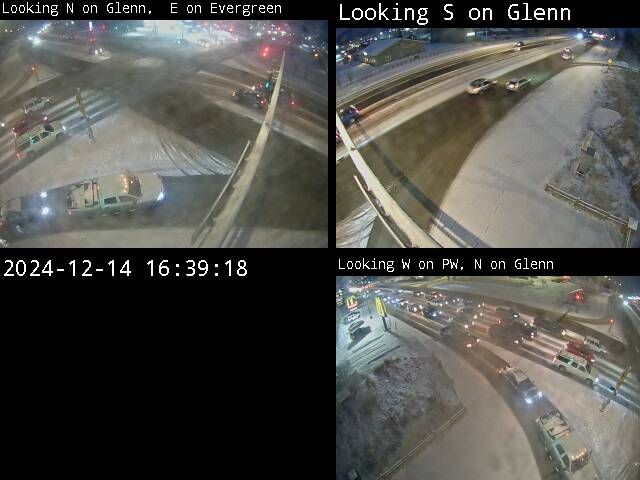 Looking N on Glenn,  E on Evergreen
Looking S on Glenn
2024-12-14 16:39:18
Looking W on PW, N on Glenn